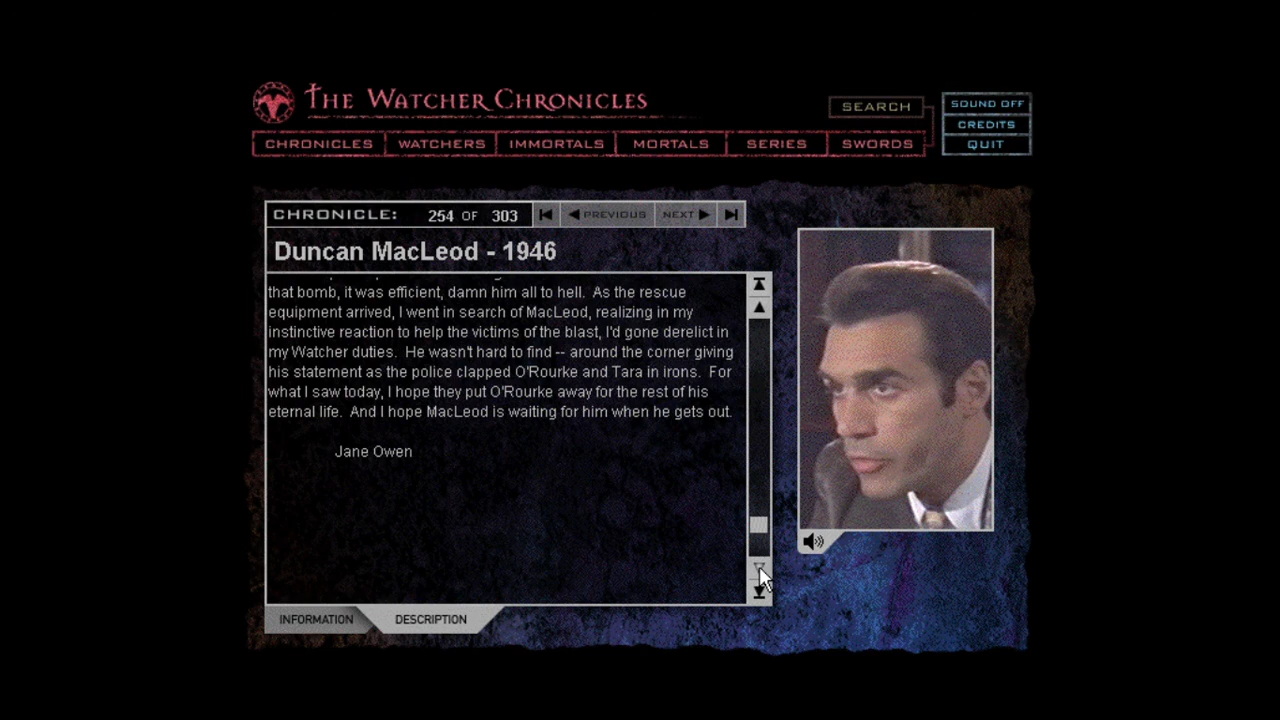 THE WATCHER CHRONICLES
SEARCH
SOUND OFF
CREDITS
QUIT
CHRONICLES WATCHERS IMMORTALS MORTALS SERIES SWORDS
CHRONICLE: 254 OF 303 PREVIOUS NEXT
Duncan MacLeod - 1946
that bomb, it was efficient, damn him all to hell. As the rescue
equipment arrived, I went in search of MacLeod, realizing in my
instinctive reaction to help the victims of the blast, I'd gone derelict in
my Watcher duties. He wasn't hard to find -- around the corner giving
his statement as the police clapped O'Rourke and Tara in irons. For
what I saw today, I hope they put O'Rourke away for the rest of his
eternal life. And I hope MacLeod is waiting for him when he gets out.
Jane Owen
INFORMATION DESCRIPTION